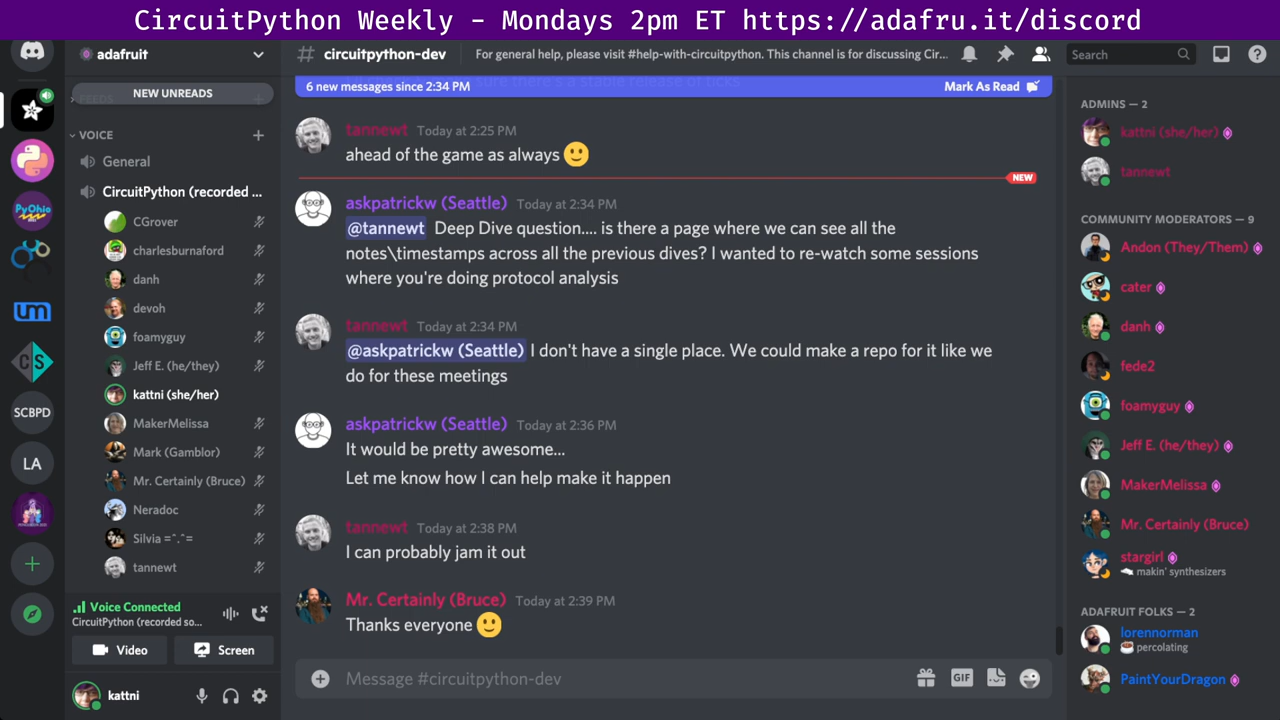 CircuitPython Weekly - Mondays 2pm ET https://adafru.it/discord
adafruit
NEW UNREADS
VOICE
General
CircuitPython (recorded ...
CGrover
charlesburnaford
danh
devoh
foamyguy
Jeff E. (he/they)
kattni (she/her)
MakerMelissa
Mark (Gamblor)
Mr. Certainly (Bruce)
Neradoc
Silvia =^.^=
tannewt
Voice Connected
CircuitPython (recorded so...
Video
Screen
kattni
PyOhio
um
CS
SCBPD
LA
# circuitpython-dev
For general help, please visit #help-with-circuitpython. This channel is for discussing Cir...
Search
6 new messages since 2:34 PM
Mark As Read
tannewt Today at 2:25 PM
ahead of the game as always
NEW
askpatrickw (Seattle) Today at 2:34 PM
@tannewt Deep Dive question.... is there a page where we can see all the
notes\timestamps across all the previous dives? I wanted to re-watch some sessions
where you're doing protocol analysis
tannewt Today at 2:34 PM
@askpatrickw (Seattle) I don't have a single place. We could make a repo for it like we
do for these meetings
askpatrickw (Seattle) Today at 2:36 PM
It would be pretty awesome...
Let me know how I can help make it happen
tannewt Today at 2:38 PM
I can probably jam it out
Mr. Certainly (Bruce) Today at 2:39 PM
Thanks everyone
Message #circuitpython-dev
GIF
ADMINS — 2
kattni (she/her)
tannewt
COMMUNITY MODERATORS — 9
Andon (They/Them)
cater
danh
fede2
foamyguy
Jeff E. (he/they)
MakerMelissa
Mr. Certainly (Bruce)
stargirl
makin' synthesizers
ADAFRUIT FOLKS — 2
lorennorman
percolating
PaintYourDragon